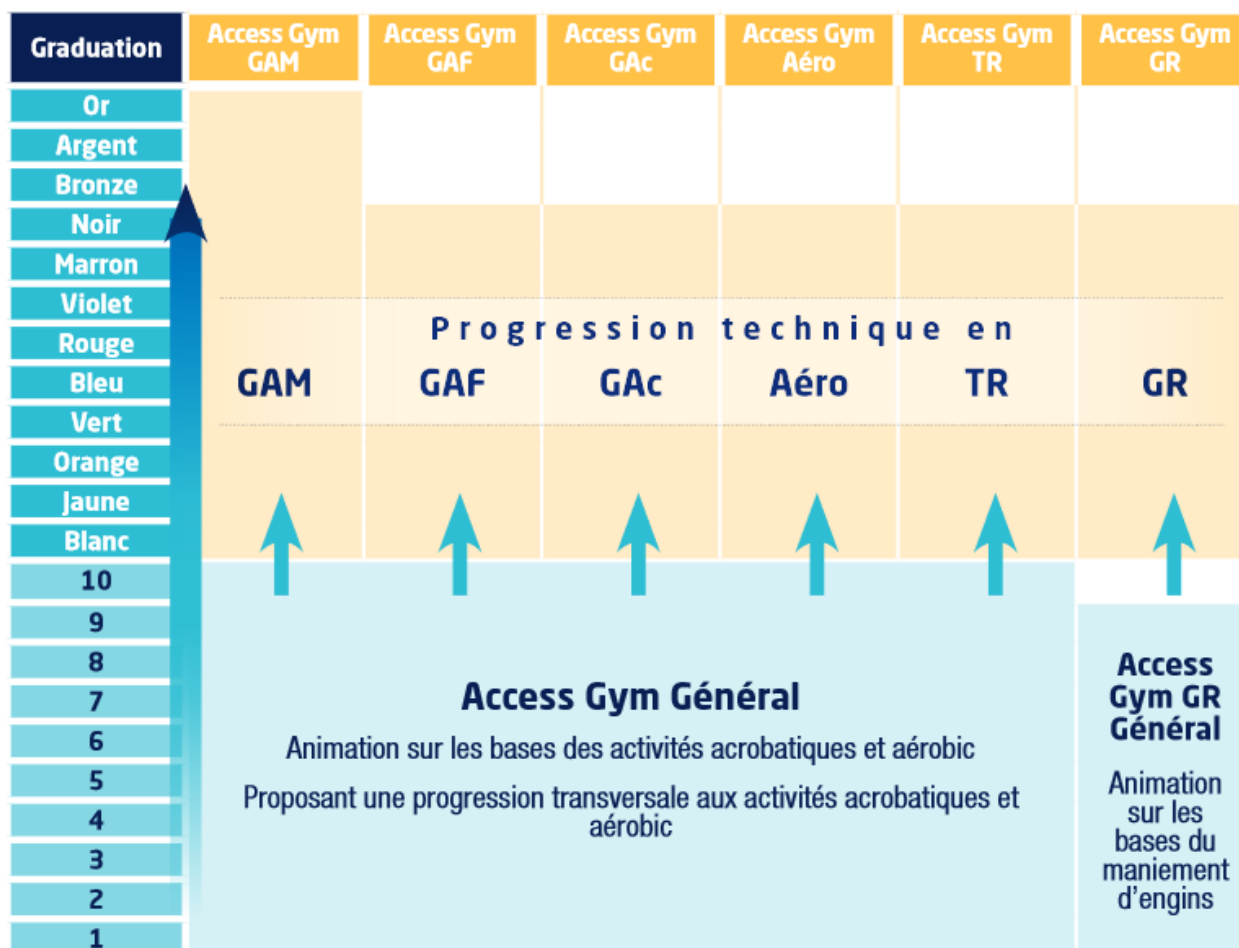 Graduation
Access Gym
GAM
Access Gym
GAF
Access Gym
GAc
Access Gym
Aéro
Access Gym
TR
Access Gym
GR
Or
Argent
Bronze
Noir
Marron
Violet
Rouge
Bleu
Vert
Orange
Jaune
Blanc
10
9
8
7
6
5
4
3
2
1
Progression technique en
GAM
GAF
GAc
Aéro
TR
GR
Access Gym Général
Animation sur les bases des activités acrobatiques et aérobic
Proposant une progression transversale aux activités acrobatiques et
aérobic
Access
Gym GR
Général
Animation
sur les
bases du
maniement
d'engins